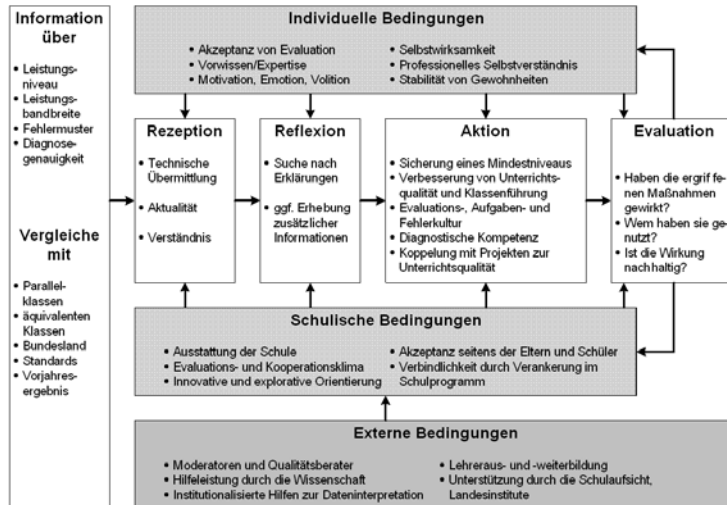 Information
über
• Leistungs-
niveau
• Leistungs-
bandbreite
• Fehlermuster
• Diagnose-
genauigkeit
Vergleiche
mit
• Parallel-
klassen
• äquivalenten
Klassen
• Bundesland
• Standards
• Vorjahres-
ergebnis
Individuelle Bedingungen
• Akzeptanz von Evaluation
• Vorwissen/Expertise
• Motivation, Emotion, Volition
• Selbstwirksamkeit
• Professionelles Selbstverständnis
• Stabilität von Gewohnheiten
Rezeption
• Technische
Übermittlung
• Aktualität
• Verständnis
Reflexion
• Suche nach
Erklärungen
• ggf. Erhebung
zusätzlicher
Informationen
Aktion
• Sicherung eines Mindestniveaus
• Verbesserung von Unterrichts-
qualität und Klassenführung
• Evaluations-, Aufgaben- und
Fehlerkultur
• Diagnostische Kompetenz
• Koppelung mit Projekten zur
Unterrichtsqualität
Evaluation
• Haben die ergriffe
nen Maßnahmen
gewirkt?
• Wem haben sie ge-
nutzt?
• Ist die Wirkung
nachhaltig?
Schulische Bedingungen
• Ausstattung der Schule
• Evaluations- und Kooperationsklima
• Innovative und explorative Orientierung
• Akzeptanz seitens der Eltern und Schüler
• Verbindlichkeit durch Verankerung im
Schulprogramm
Externe Bedingungen
• Moderatoren und Qualitätsberater
• Hilfeleistung durch die Wissenschaft
• Institutionalisierte Hilfen zur Dateninterpretation
• Lehreraus- und -weiterbildung
• Unterstützung durch die Schulaufsicht,
Landesinstitute